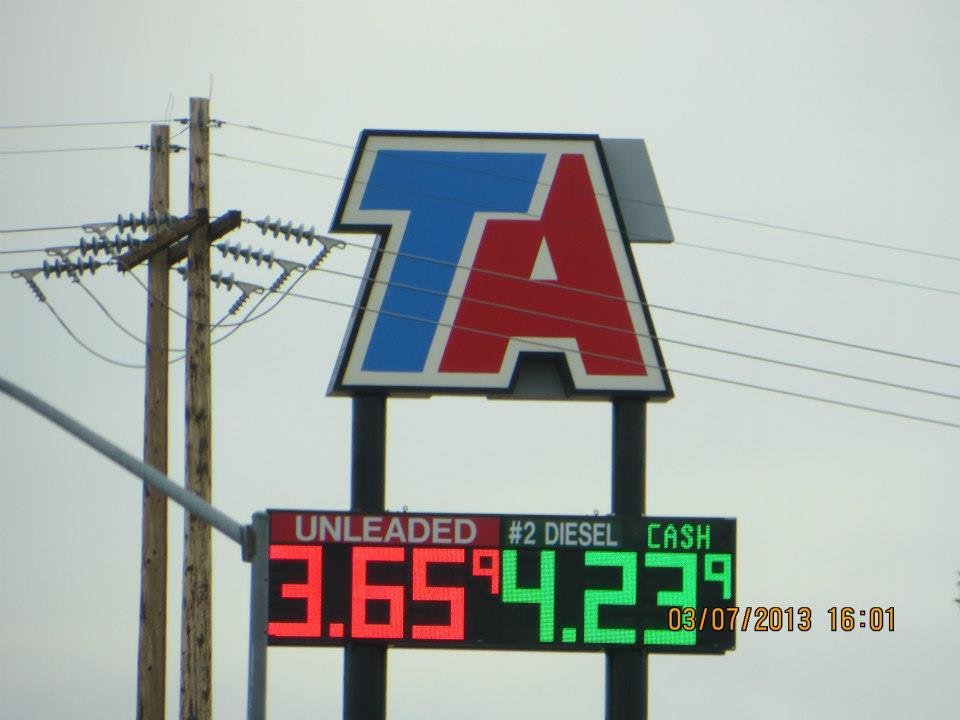 TA
UNLEADED #2 DIESEL CASH
3.65⁹ 4.23⁹
03/07/2013 16:01